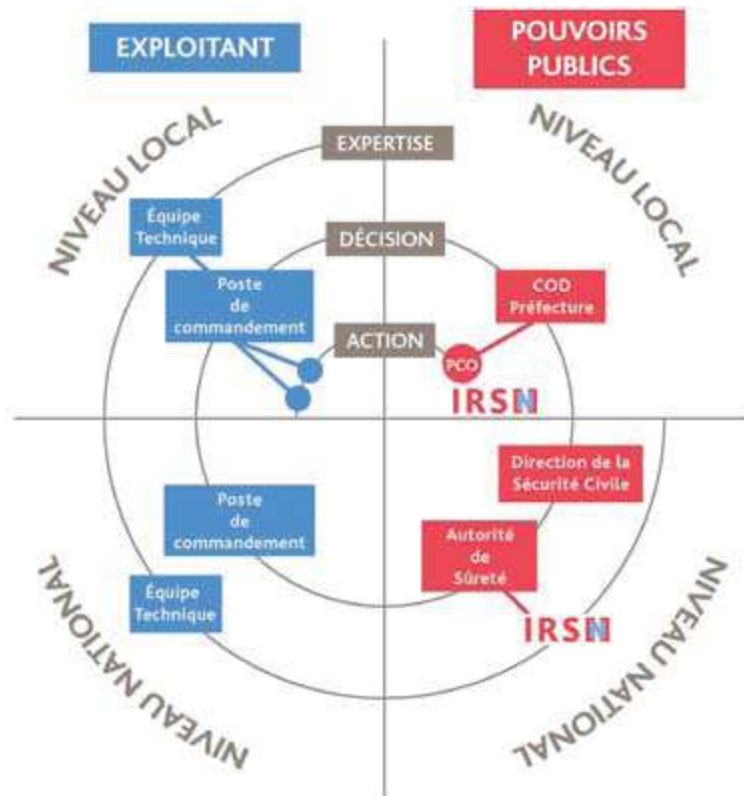 EXPLOITANT
POUVOIRS
PUBLICS
NIVEAU LOCAL
NIVEAU LOCAL
EXPERTISE
Équipe
Technique
DÉCISION
Poste
de
commandement
COD
Préfecture
ACTION
PCO
IRSN
Direction de la
Sécurité Civile
Poste
de
commandement
Autorité
de
Sûreté
Équipe
Technique
IRSN
NIVEAU NATIONAL
NIVEAU NATIONAL